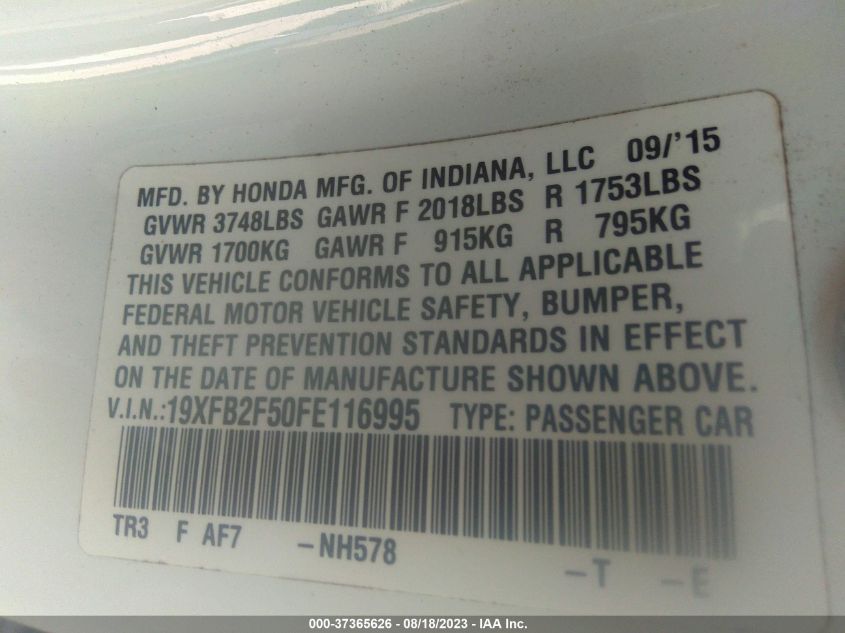 MFD. BY HONDA MFG. OF INDIANA, LLC 09/'15
GVWR 3748LBS GAWR F 2018LBS R 1753LBS
GVWR 1700KG GAWR F 915KG R 795KG
THIS VEHICLE CONFORMS TO ALL APPLICABLE
FEDERAL MOTOR VEHICLE SAFETY, BUMPER,
AND THEFT PREVENTION STANDARDS IN EFFECT
ON THE DATE OF MANUFACTURE SHOWN ABOVE.
V.I.N.:19XFB2F50FE116995 TYPE: PASSENGER CAR
TR3 F AF7 -NH578 -T -E
000-37365626 - 08/18/2023 - IAA Inc.